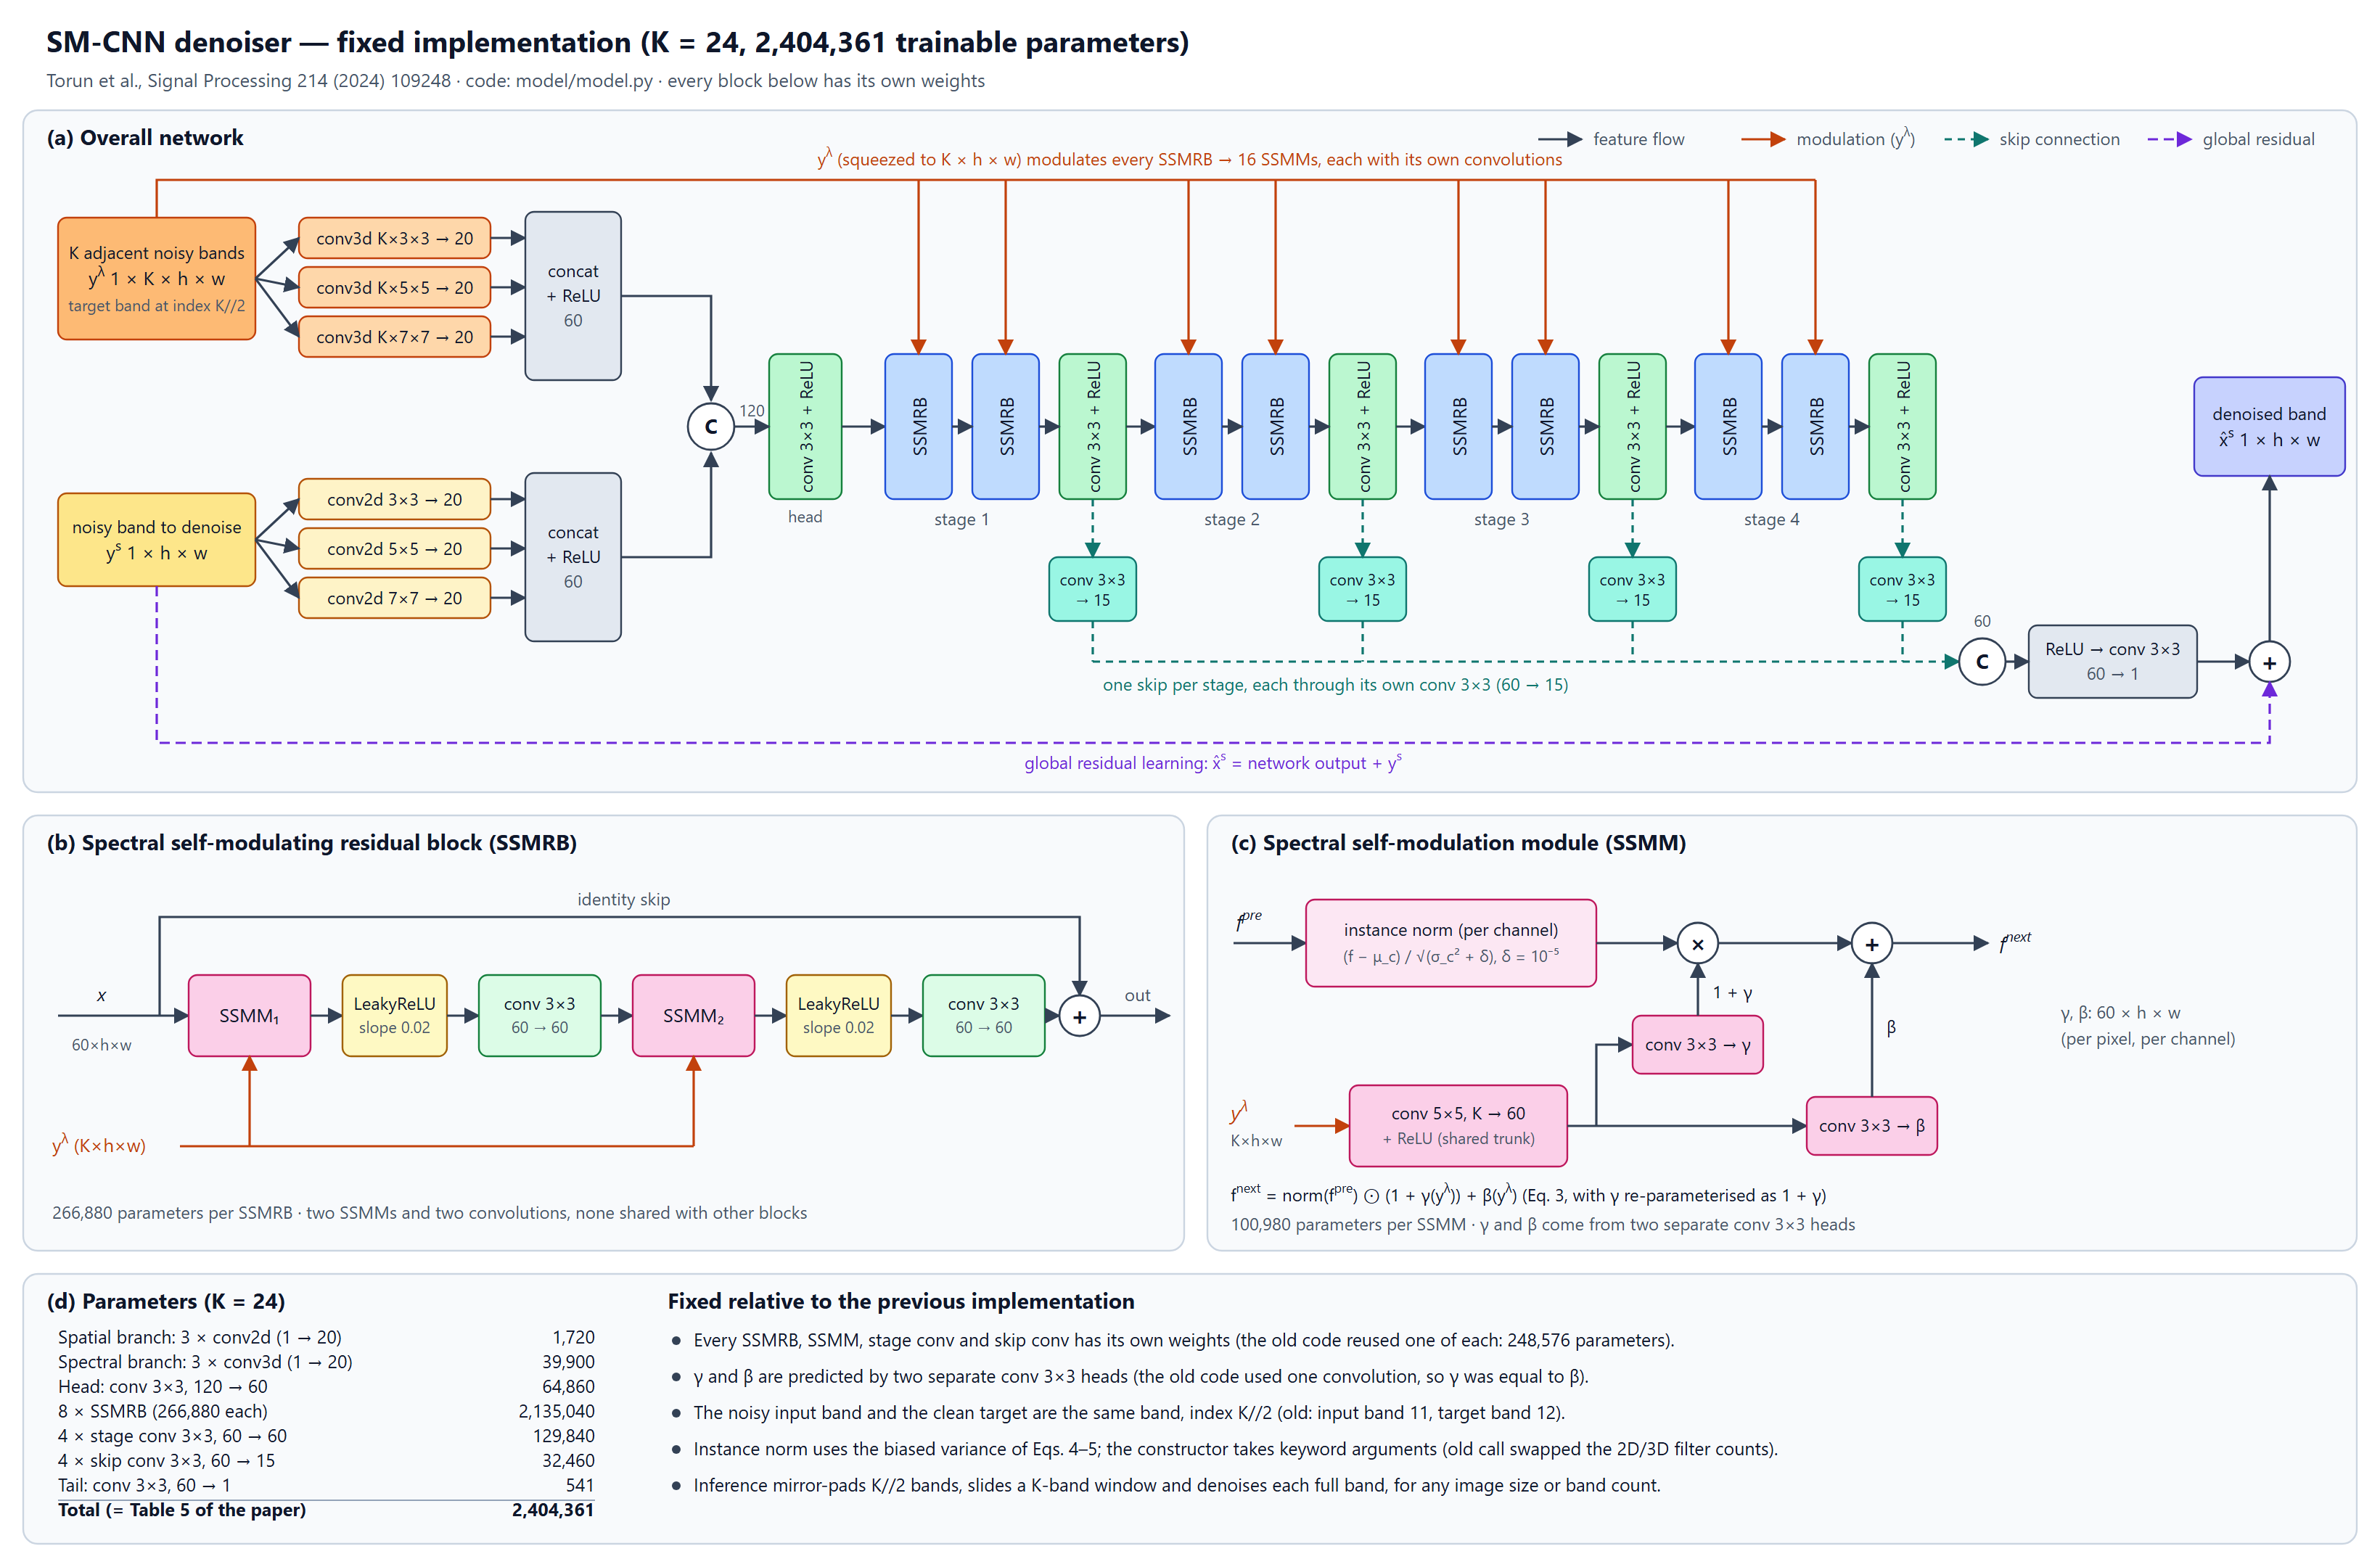 SM-CNN denoiser — fixed implementation (K = 24, 2,404,361 trainable parameters)
Torun et al., Signal Processing 214 (2024) 109248 · code: model/model.py · every block below has its own weights
(a) Overall network
feature flow
modulation (y^λ)
skip connection
global residual
y^λ (squeezed to K × h × w) modulates every SSMRB → 16 SSMMs, each with its own convolutions
K adjacent noisy bands
y^λ 1 × K × h × w
target band at index K//2
conv3d K×3×3 → 20
conv3d K×5×5 → 20
conv3d K×7×7 → 20
concat
+ ReLU
60
noisy band to denoise
y^s 1 × h × w
conv2d 3×3 → 20
conv2d 5×5 → 20
conv2d 7×7 → 20
concat
+ ReLU
60
C
120
conv 3×3 + ReLU
head
SSMRB
SSMRB
conv 3×3 + ReLU
stage 1
SSMRB
SSMRB
conv 3×3 + ReLU
stage 2
SSMRB
SSMRB
conv 3×3 + ReLU
stage 3
SSMRB
SSMRB
conv 3×3 + ReLU
stage 4
conv 3×3
→ 15
conv 3×3
→ 15
conv 3×3
→ 15
conv 3×3
→ 15
one skip per stage, each through its own conv 3×3 (60 → 15)
60
C
ReLU → conv 3×3
60 → 1
+
denoised band
x̂^s 1 × h × w
global residual learning: x̂^s = network output + y^s
(b) Spectral self-modulating residual block (SSMRB)
identity skip
x
60×h×w
SSMM₁
LeakyReLU
slope 0.02
conv 3×3
60 → 60
SSMM₂
LeakyReLU
slope 0.02
conv 3×3
60 → 60
+
out
y^λ (K×h×w)
266,880 parameters per SSMRB · two SSMMs and two convolutions, none shared with other blocks
(c) Spectral self-modulation module (SSMM)
f^pre
instance norm (per channel)
(f − μ_c) / √(σ_c² + δ), δ = 10⁻⁵
×
+
f^next
1 + γ
β
conv 3×3 → γ
γ, β: 60 × h × w
(per pixel, per channel)
y^λ
K×h×w
conv 5×5, K → 60
+ ReLU (shared trunk)
conv 3×3 → β
f^next = norm(f^pre) ⊙ (1 + γ(y^λ)) + β(y^λ) (Eq. 3, with γ re-parameterised as 1 + γ)
100,980 parameters per SSMM · γ and β come from two separate conv 3×3 heads
(d) Parameters (K = 24)
Spatial branch: 3 × conv2d (1 → 20) 1,720
Spectral branch: 3 × conv3d (1 → 20) 39,900
Head: conv 3×3, 120 → 60 64,860
8 × SSMRB (266,880 each) 2,135,040
4 × stage conv 3×3, 60 → 60 129,840
4 × skip conv 3×3, 60 → 15 32,460
Tail: conv 3×3, 60 → 1 541
Total (= Table 5 of the paper) 2,404,361
Fixed relative to the previous implementation
● Every SSMRB, SSMM, stage conv and skip conv has its own weights (the old code reused one of each: 248,576 parameters).
● γ and β are predicted by two separate conv 3×3 heads (the old code used one convolution, so γ was equal to β).
● The noisy input band and the clean target are the same band, index K//2 (old: input band 11, target band 12).
● Instance norm uses the biased variance of Eqs. 4–5; the constructor takes keyword arguments (old call swapped the 2D/3D filter counts).
● Inference mirror-pads K//2 bands, slides a K-band window and denoises each full band, for any image size or band count.